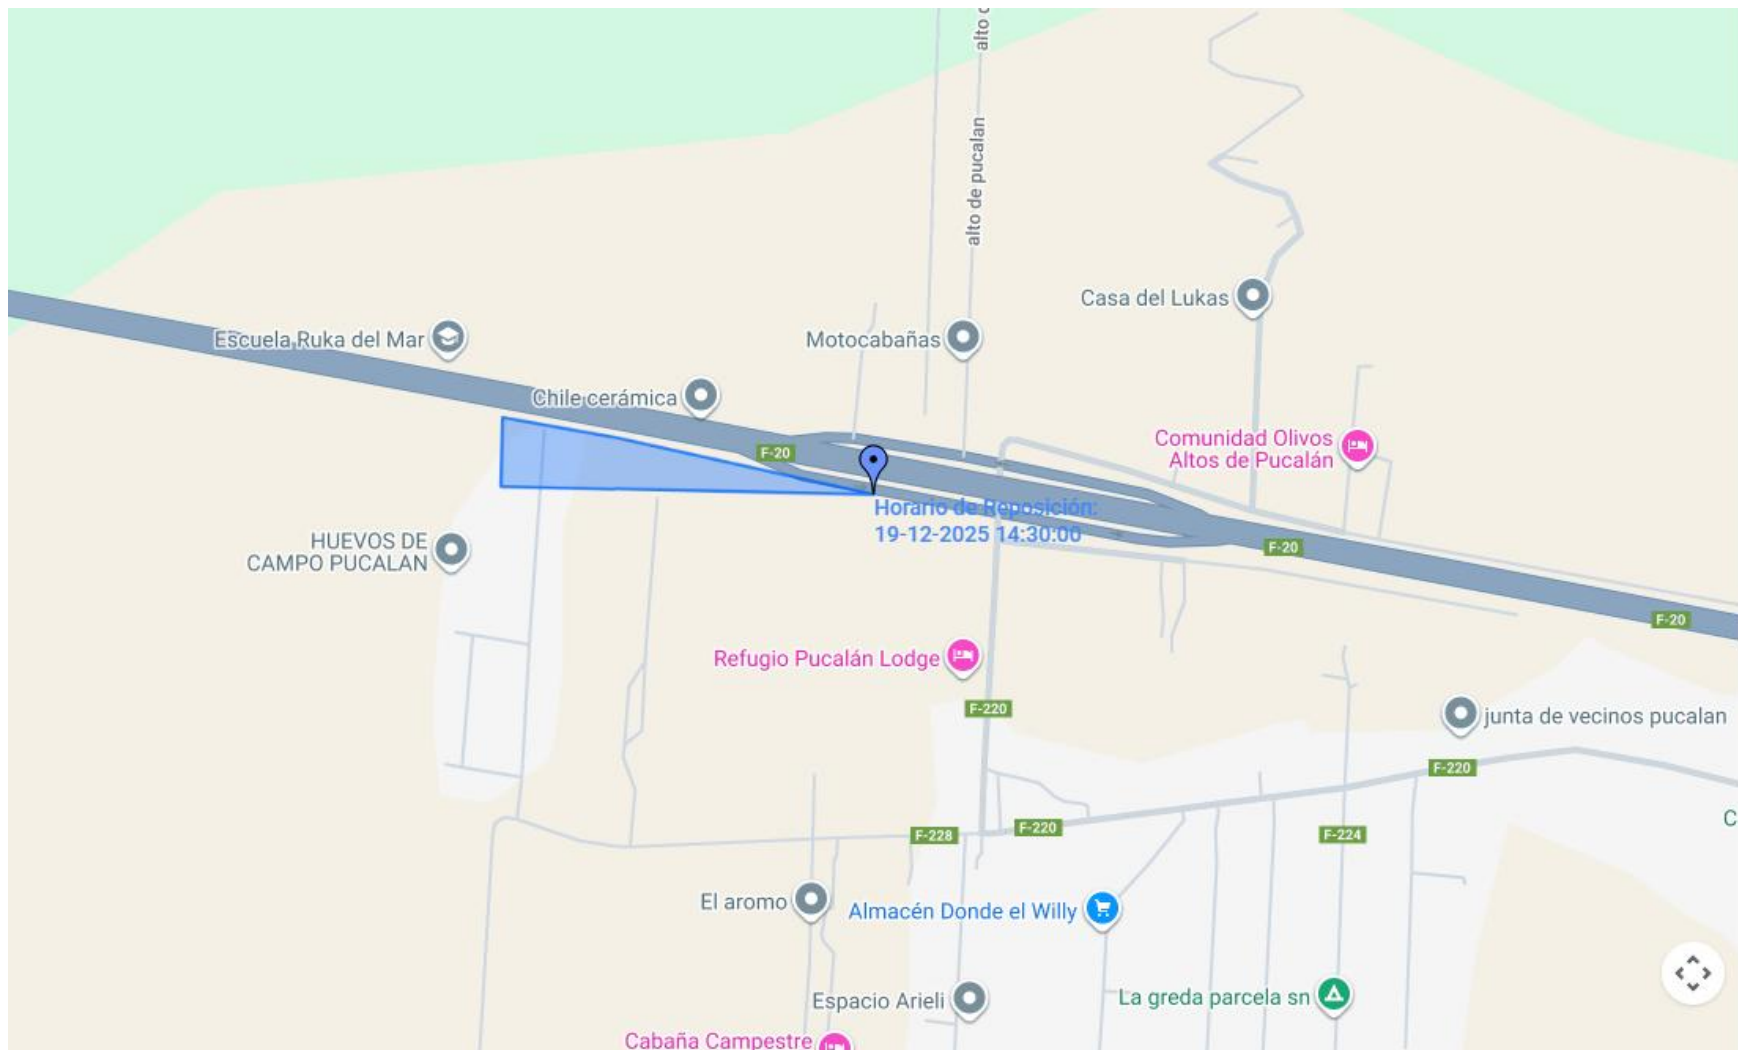 alto c
alto de pucalan
Casa del Lukas
Escuela Ruka del Mar
Motocabañas
Chile cerámica
F-20
Comunidad Olivos
Altos de Pucalán
Horario de Reposición:
19-12-2025 14:30:00
HUEVOS DE
CAMPO PUCALAN
F-20
F-20
Refugio Pucalán Lodge
F-220
junta de vecinos pucalan
F-220
C
F-228
F-220
F-224
El aromo
Almacén Donde el Willy
Espacio Arieli
La greda parcela sn
Cabaña Campestre